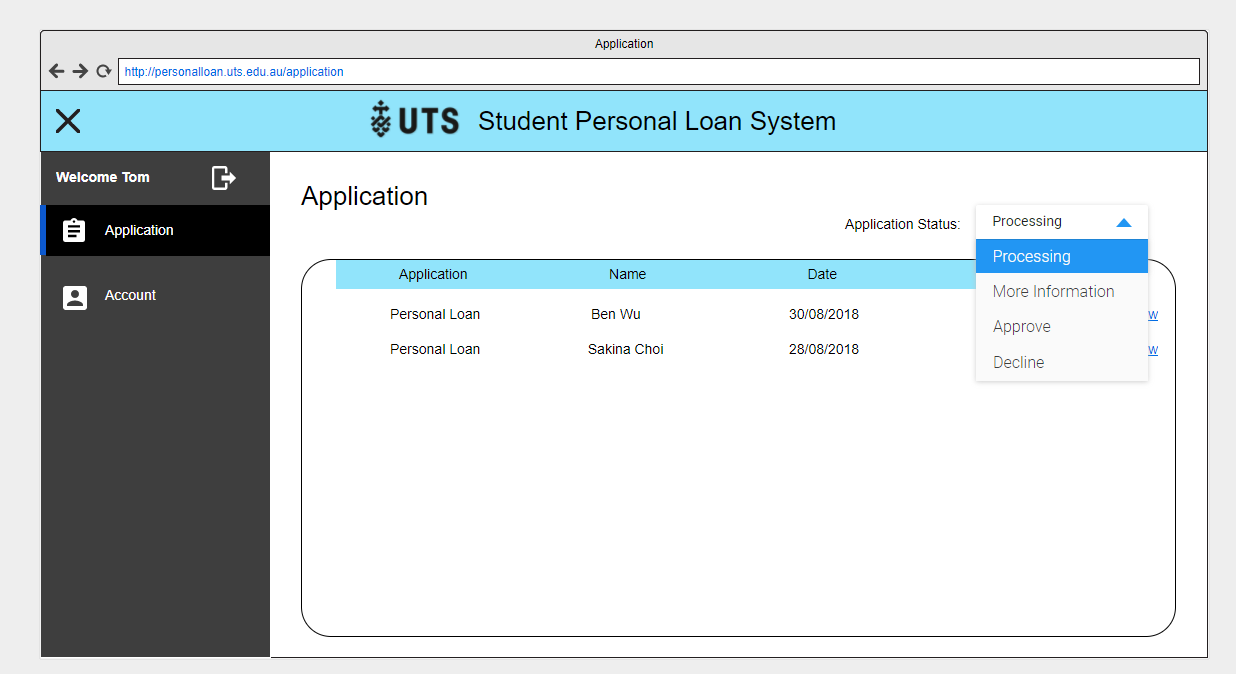 Application
http://personalloan.uts.edu.au/application
UTS Student Personal Loan System
Welcome Tom
Application
Account
Application
Application Status: Processing
Processing
More Information
Approve
Decline
Application Name Date
Personal Loan Ben Wu 30/08/2018 w
Personal Loan Sakina Choi 28/08/2018 w